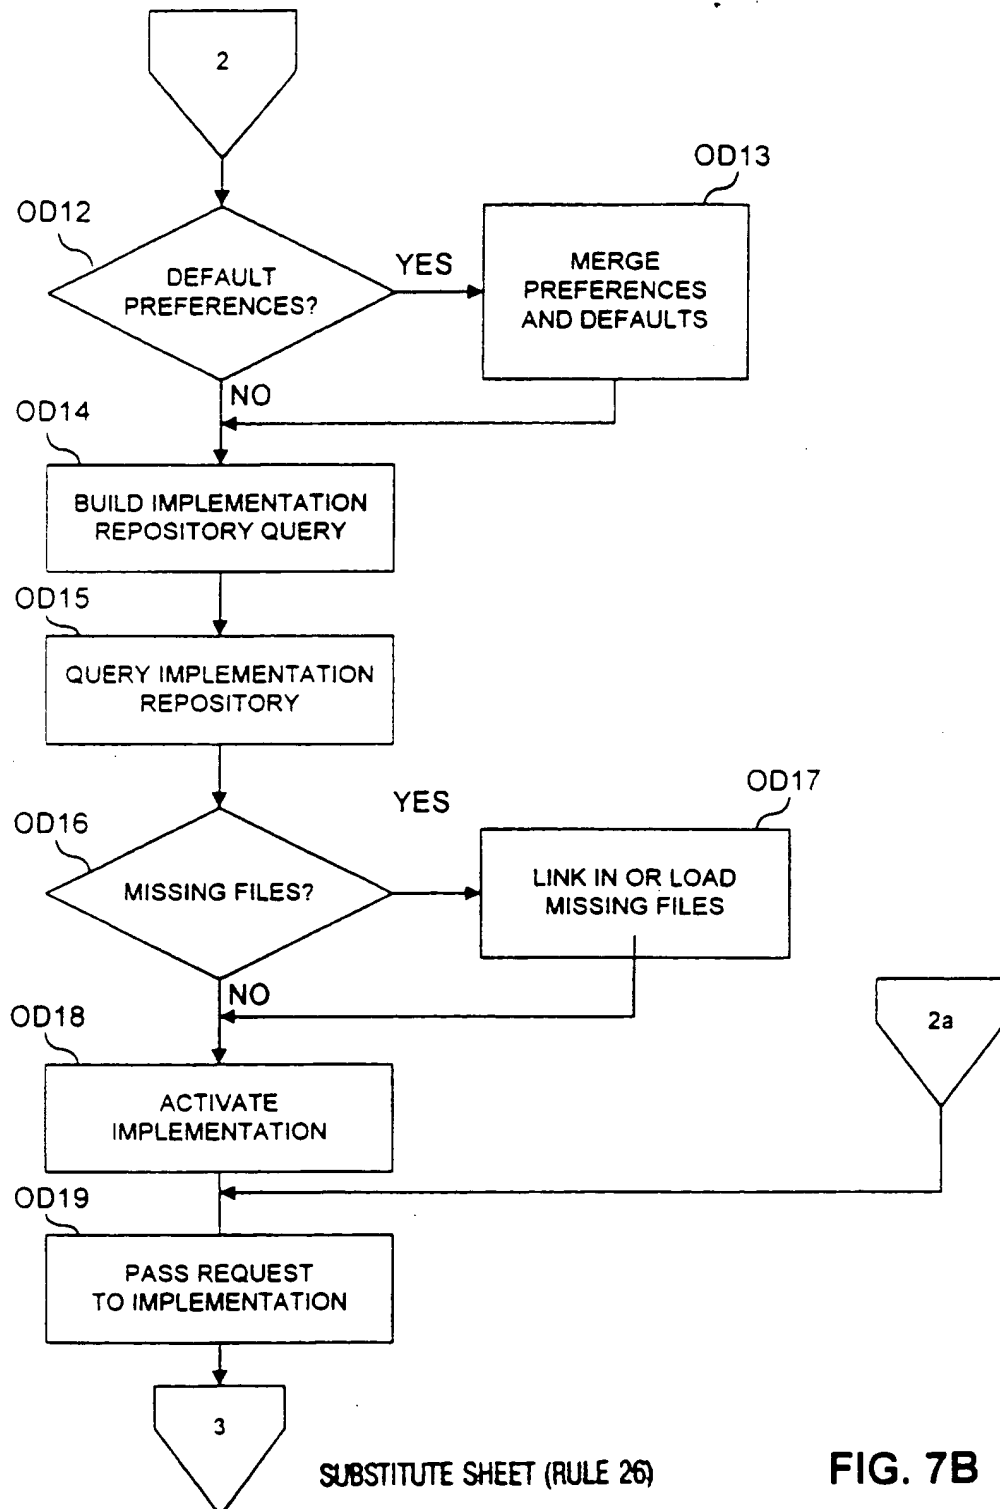 2
OD12
DEFAULT
PREFERENCES?
YES
OD13
MERGE
PREFERENCES
AND DEFAULTS
NO
OD14
BUILD IMPLEMENTATION
REPOSITORY QUERY
OD15
QUERY IMPLEMENTATION
REPOSITORY
OD16
MISSING FILES?
YES
OD17
LINK IN OR LOAD
MISSING FILES
NO
OD18
ACTIVATE
IMPLEMENTATION
2a
OD19
PASS REQUEST
TO IMPLEMENTATION
3
SUBSTITUTE SHEET (RULE 26)
FIG. 7B